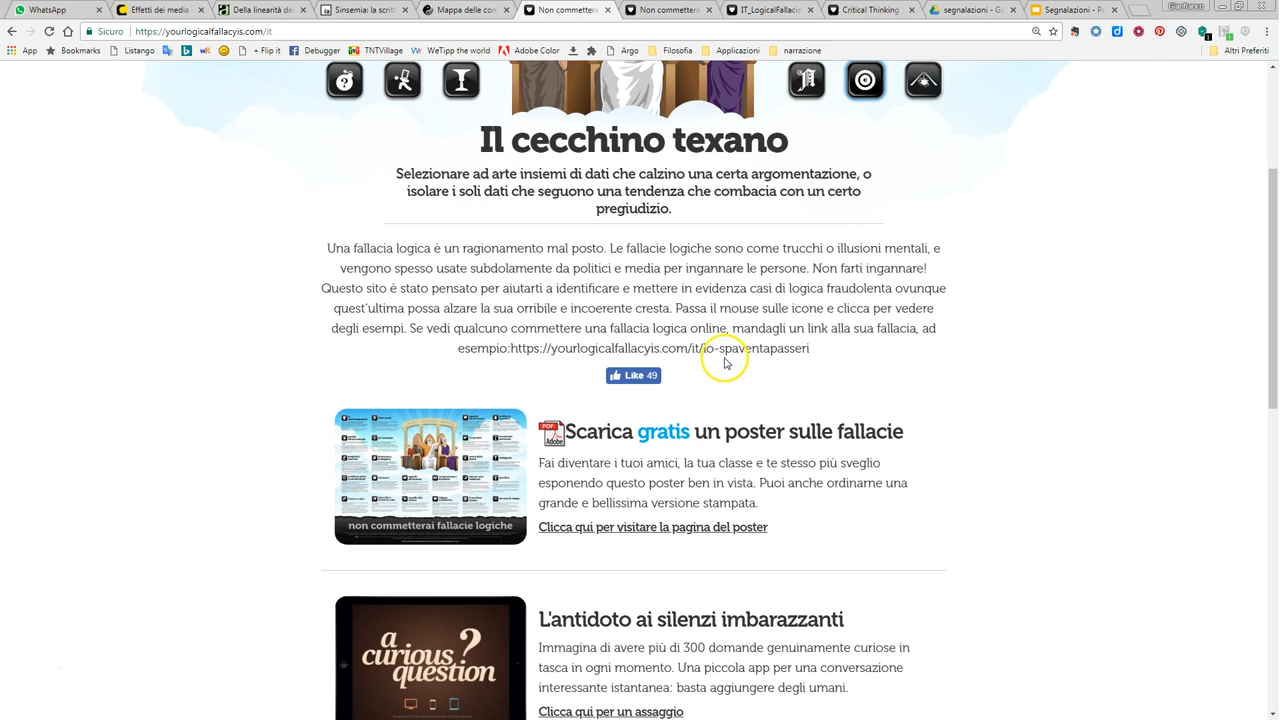 WhatsApp
Effetti dei media
Della linearità del
Sinsemia: la scritt
Mappa delle com
Non commetterai
Non commetterai
IT_LogicalFallacie
Critical Thinking
segnalazioni - Go
Segnalazioni - Pr
Sicuro
https://yourlogicalfallacyis.com/it
App
Bookmarks
Listango
+ Flip it
Debugger
TNTVillage
WeTipp the world
Adobe Color
Download
Argo
Filosofia
Applicazioni
narrazione
Altri Preferiti
Il cecchino texano
Selezionare ad arte insiemi di dati che calzino una certa argomentazione, o
isolare i soli dati che seguono una tendenza che combacia con un certo
pregiudizio.
Una fallacia logica è un ragionamento mal posto. Le fallacie logiche sono come trucchi o illusioni mentali, e
vengono spesso usate subdolamente da politici e media per ingannare le persone. Non farti ingannare!
Questo sito è stato pensato per aiutarti a identificare e mettere in evidenza casi di logica fraudolenta ovunque
quest'ultima possa alzare la sua orribile e incoerente cresta. Passa il mouse sulle icone e clicca per vedere
degli esempi. Se vedi qualcuno commettere una fallacia logica online, mandagli un link alla sua fallacia, ad
esempio:https://yourlogicalfallacyis.com/it/lo-spaventapasseri
Like 49
PDF
Adobe
Scarica gratis un poster sulle fallacie
Fai diventare i tuoi amici, la tua classe e te stesso più sveglio
esponendo questo poster ben in vista. Puoi anche ordinarne una
grande e bellissima versione stampata.
Clicca qui per visitare la pagina del poster
non commetterai fallacie logiche
L'antidoto ai silenzi imbarazzanti
Immagina di avere più di 300 domande genuinamente curiose in
tasca in ogni momento. Una piccola app per una conversazione
interessante istantanea: basta aggiungere degli umani.
Clicca qui per un assaggio
a
curious
question
?